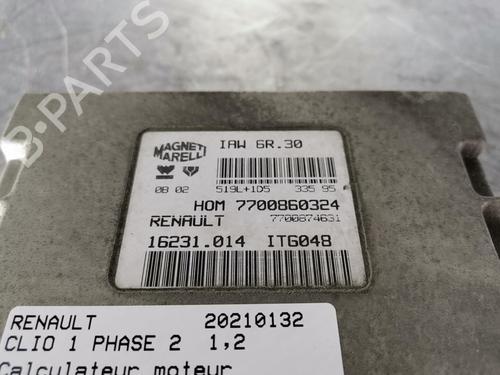 MAGNETI
MARELLI
IAW 6R.30
08 02
519L+1D5
335 95
HOM 7700860324
RENAULT
7700874631
16231.014 ITG048
RENAULT 20210132
CLIO 1 PHASE 2 1,2
Calculateur moteur
B-PARTS